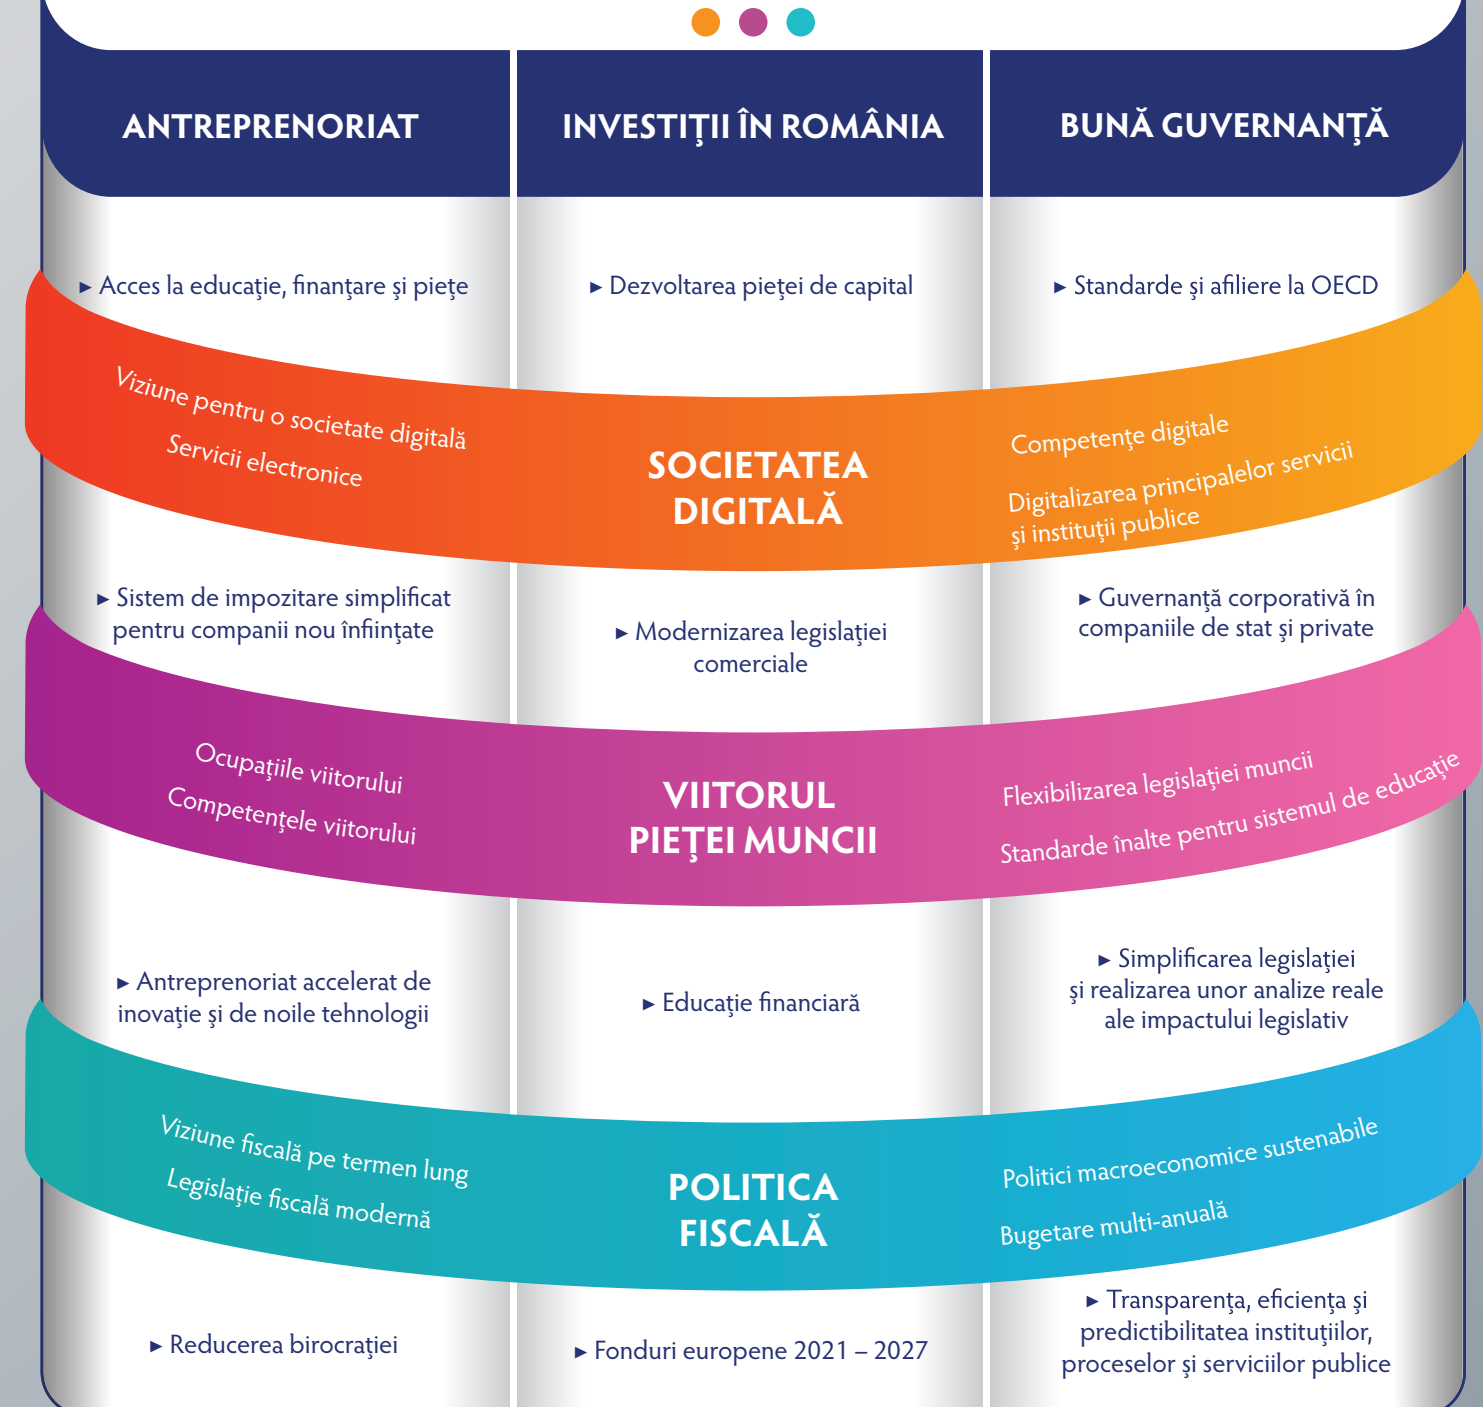 ANTREPRENORIAT
INVESTIŢII ÎN ROMÂNIA
BUNĂ GUVERNANŢĂ
▸ Acces la educaţie, finanţare şi pieţe
▸ Dezvoltarea pieţei de capital
▸ Standarde şi afiliere la OECD
Viziune pentru o societate digitală
Servicii electronice
SOCIETATEA
DIGITALĂ
Competenţe digitale
Digitalizarea principalelor servicii
şi instituţii publice
▸ Sistem de impozitare simplificat
pentru companii nou înfiinţate
▸ Modernizarea legislaţiei
comerciale
▸ Guvernanţă corporativă în
companiile de stat şi private
Ocupaţiile viitorului
Competenţele viitorului
VIITORUL
PIEŢEI MUNCII
Flexibilizarea legislaţiei muncii
Standarde înalte pentru sistemul de educaţie
▸ Antreprenoriat accelerat de
inovaţie şi de noile tehnologii
▸ Educaţie financiară
▸ Simplificarea legislaţiei
şi realizarea unor analize reale
ale impactului legislativ
Viziune fiscală pe termen lung
Legislaţie fiscală modernă
POLITICA
FISCALĂ
Politici macroeconomice sustenabile
Bugetare multi-anuală
▸ Reducerea birocraţiei
▸ Fonduri europene 2021 – 2027
▸ Transparenţa, eficienţa şi
predictibilitatea instituţiilor,
proceselor şi serviciilor publice